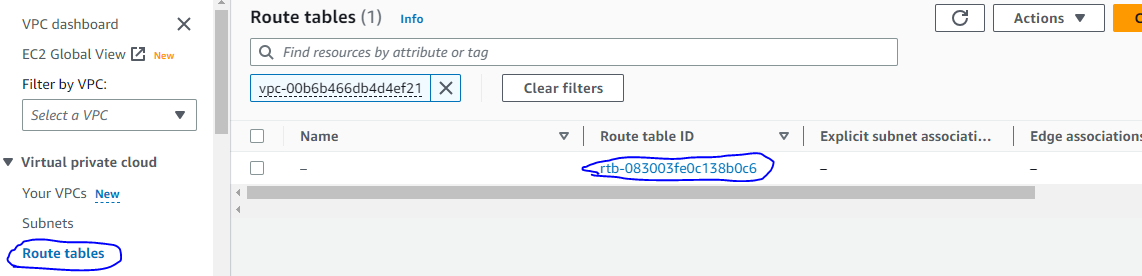 VPC dashboard
EC2 Global View New
Filter by VPC:
Select a VPC
Virtual private cloud
Your VPCs New
Subnets
Route tables
Route tables (1) Info
Actions
Find resources by attribute or tag
vpc-00b6b466db4d4ef21
Clear filters
Name Route table ID Explicit subnet associati... Edge associations
– rtb-083003fe0c138b0c6 – –